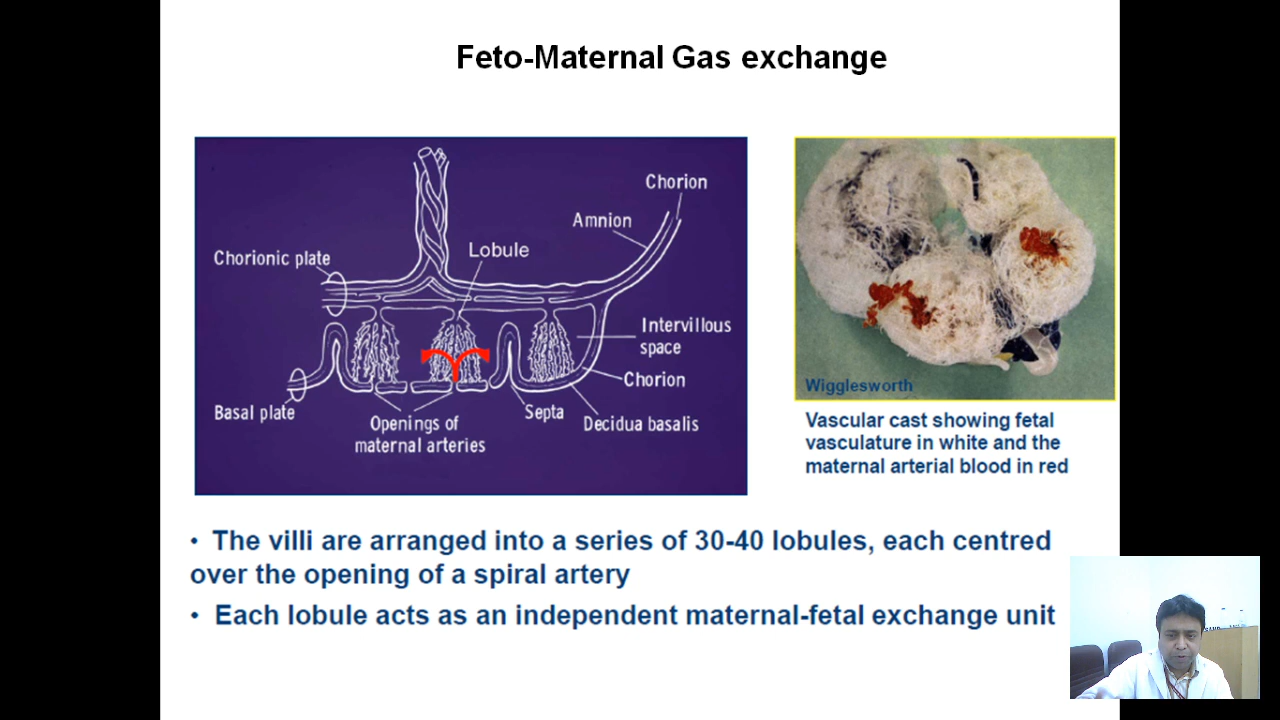 Feto-Maternal Gas exchange
Chorion
Amnion
Lobule
Chorionic plate
Intervillous
space
Chorion
Basal plate
Openings of
maternal arteries
Septa
Decidua basalis
Wigglesworth
Vascular cast showing fetal
vasculature in white and the
maternal arterial blood in red
• The villi are arranged into a series of 30-40 lobules, each centred
over the opening of a spiral artery
• Each lobule acts as an independent maternal-fetal exchange unit